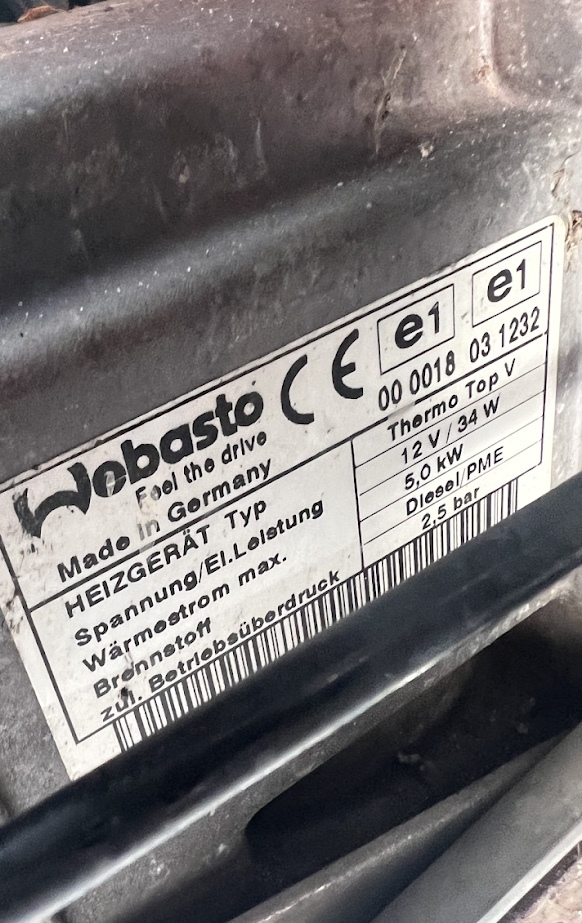 Webasto
Feel the drive
Made in Germany
CE
e1 e1
00 0018 03 1232
HEIZGERÄT Typ Thermo Top V
Spannung/El.Leistung 12 V / 34 W
Wärmestrom max. 5,0 kW
Brennstoff Diesel/PME
zul. Betriebsüberdruck 2,5 bar